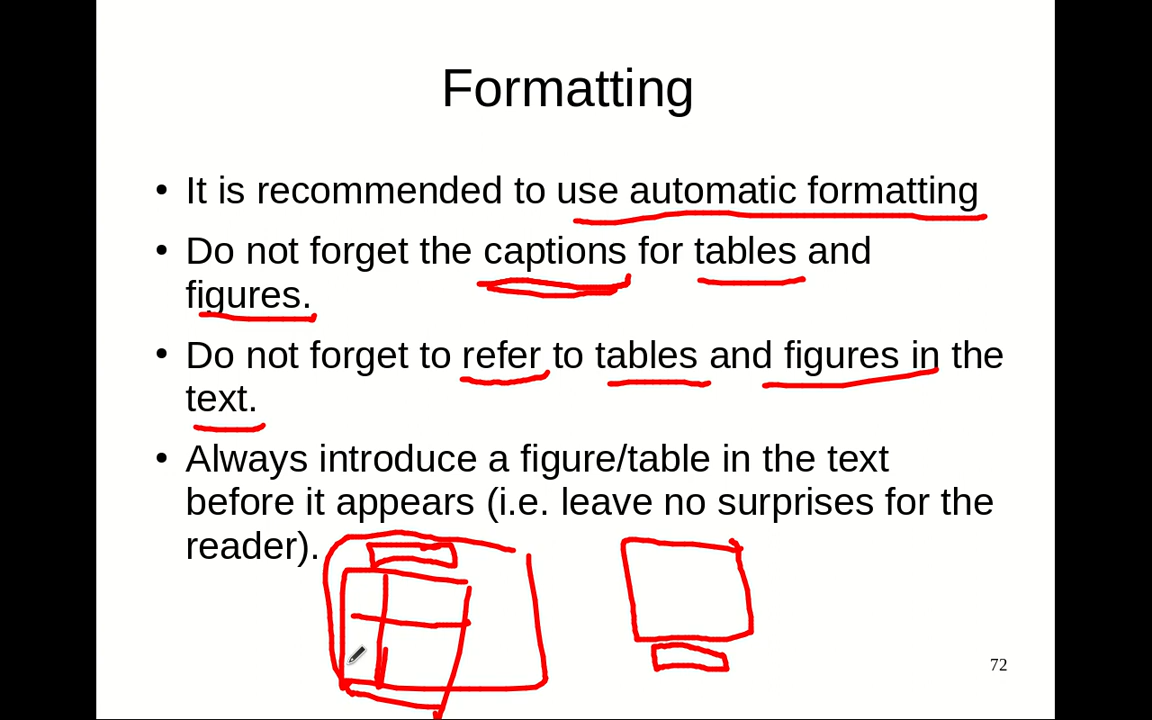 Formatting
• It is recommended to use automatic formatting
• Do not forget the captions for tables and
figures.
• Do not forget to refer to tables and figures in the
text.
• Always introduce a figure/table in the text
before it appears (i.e. leave no surprises for the
reader).
72